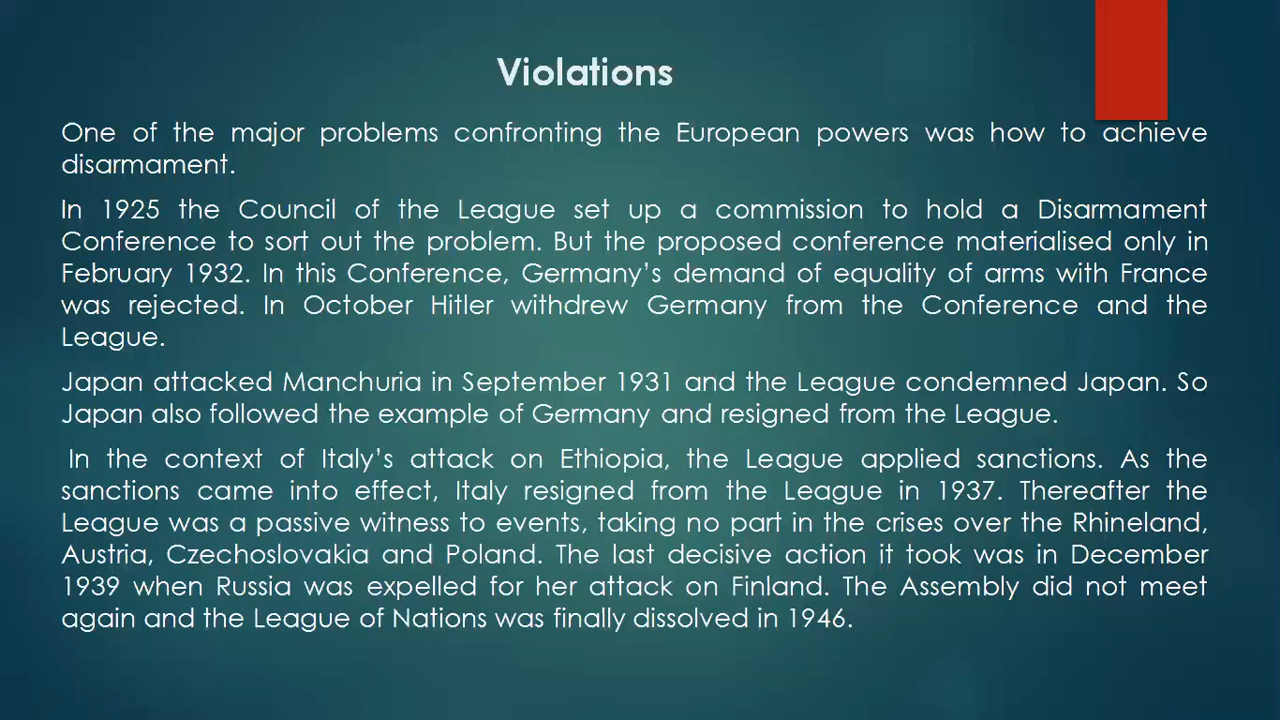 Violations
One of the major problems confronting the European powers was how to achieve
disarmament.
In 1925 the Council of the League set up a commission to hold a Disarmament
Conference to sort out the problem. But the proposed conference materialised only in
February 1932. In this Conference, Germany’s demand of equality of arms with France
was rejected. In October Hitler withdrew Germany from the Conference and the
League.
Japan attacked Manchuria in September 1931 and the League condemned Japan. So
Japan also followed the example of Germany and resigned from the League.
In the context of Italy’s attack on Ethiopia, the League applied sanctions. As the
sanctions came into effect, Italy resigned from the League in 1937. Thereafter the
League was a passive witness to events, taking no part in the crises over the Rhineland,
Austria, Czechoslovakia and Poland. The last decisive action it took was in December
1939 when Russia was expelled for her attack on Finland. The Assembly did not meet
again and the League of Nations was finally dissolved in 1946.